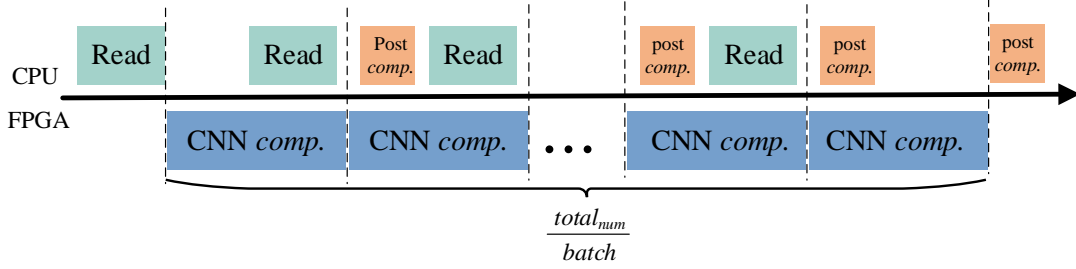 Read
Read
Post
comp.
Read
post
comp.
Read
post
comp.
post
comp.
CPU
FPGA
CNN comp.
CNN comp.
...
CNN comp.
CNN comp.
total_num
batch